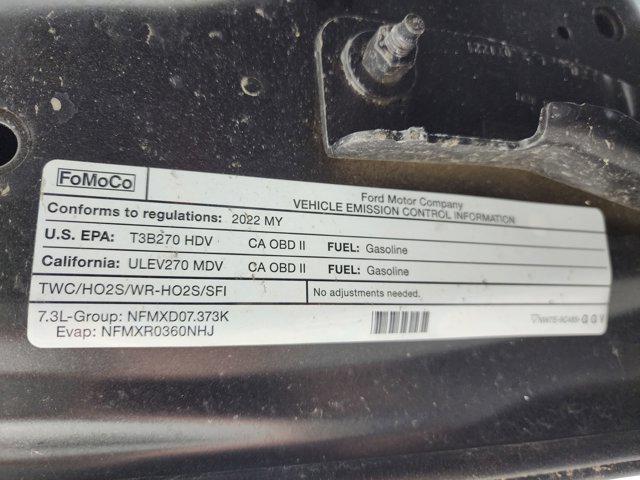 FoMoCo
Ford Motor Company
VEHICLE EMISSION CONTROL INFORMATION
Conforms to regulations: 2022 MY
U.S. EPA: T3B270 HDV CA OBD II FUEL: Gasoline
California: ULEV270 MDV CA OBD II FUEL: Gasoline
TWC/HO2S/WR-HO2S/SFI No adjustments needed.
7.3L-Group: NFMXD07.373K
Evap: NFMXR0360NHJ